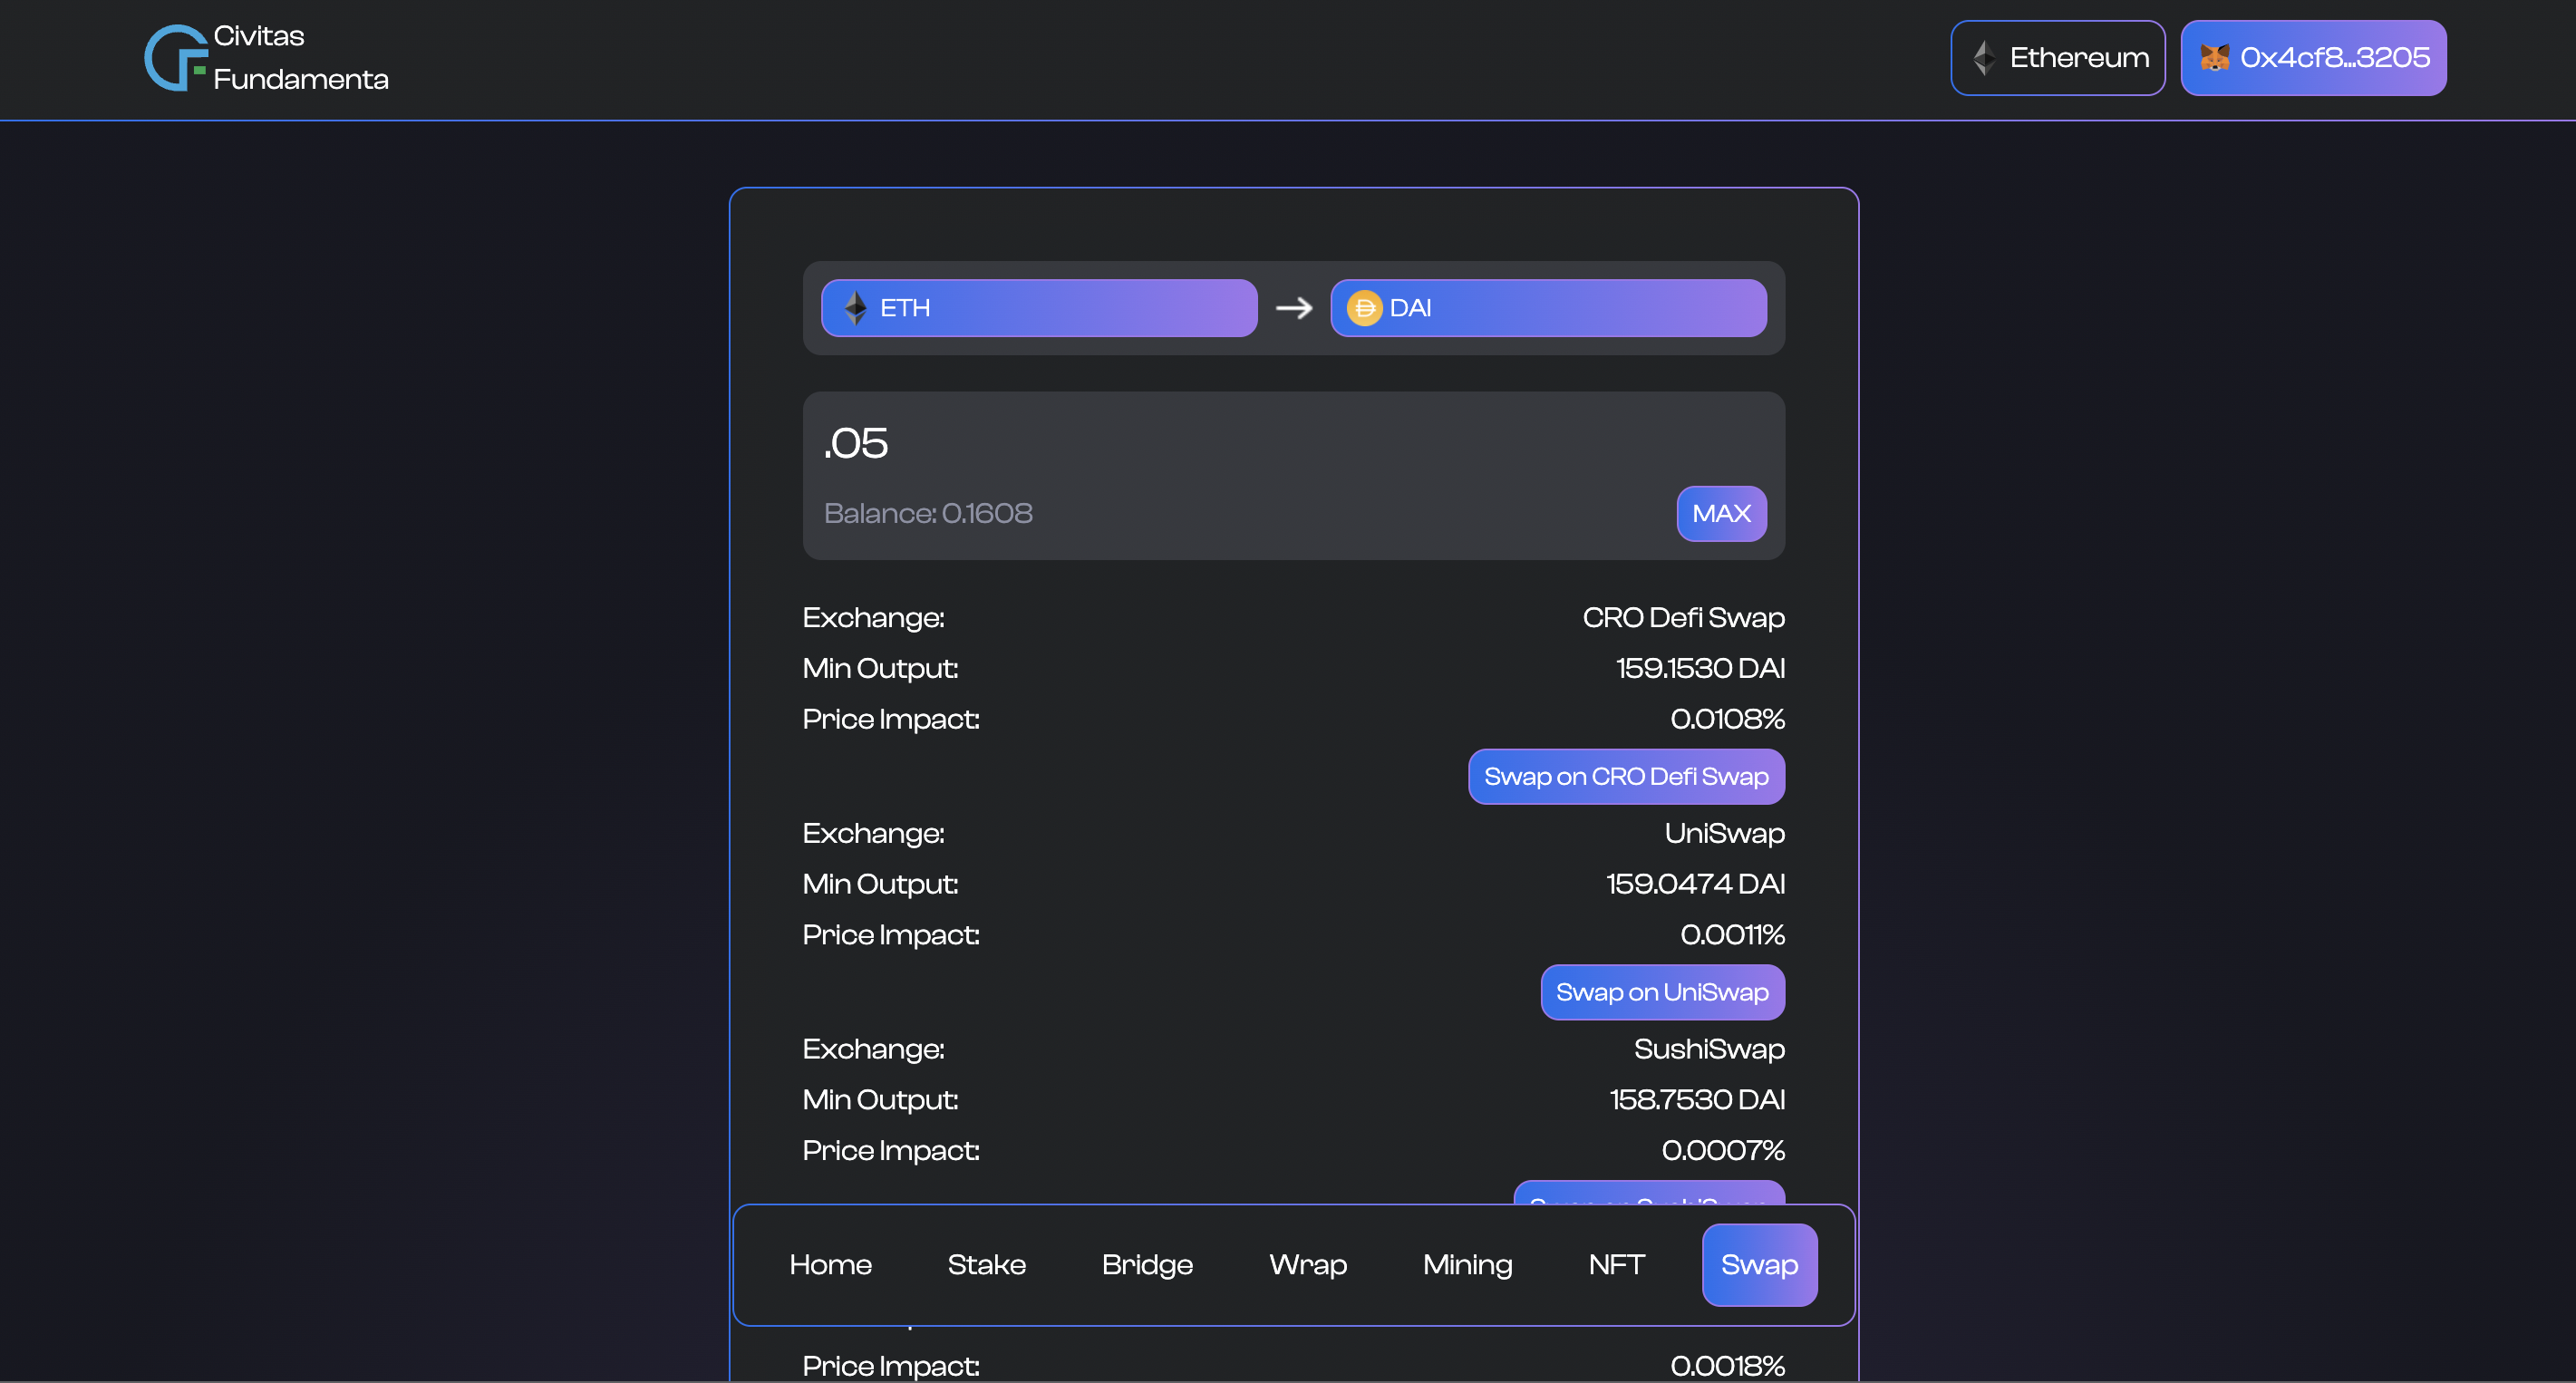 Civitas
Fundamenta
Ethereum
0x4cf8...3205
ETH
DAI
.05
Balance: 0.1608
MAX
Exchange: CRO Defi Swap
Min Output: 159.1530 DAI
Price Impact: 0.0108%
Swap on CRO Defi Swap
Exchange: UniSwap
Min Output: 159.0474 DAI
Price Impact: 0.0011%
Swap on UniSwap
Exchange: SushiSwap
Min Output: 158.7530 DAI
Price Impact: 0.0007%
Swap on SushiSwap
Home Stake Bridge Wrap Mining NFT Swap
Price Impact: 0.0018%